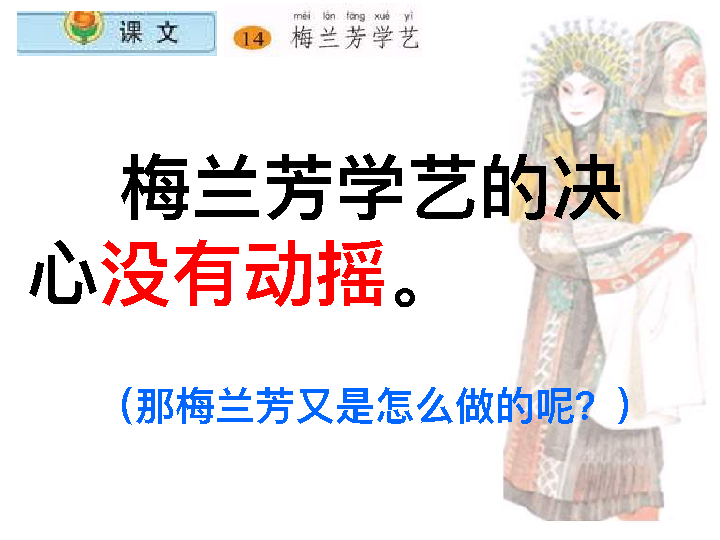 课 文
méi lán fāng xué yì
14 梅兰芳学艺
梅兰芳学艺的决
心没有动摇。
（那梅兰芳又是怎么做的呢？）